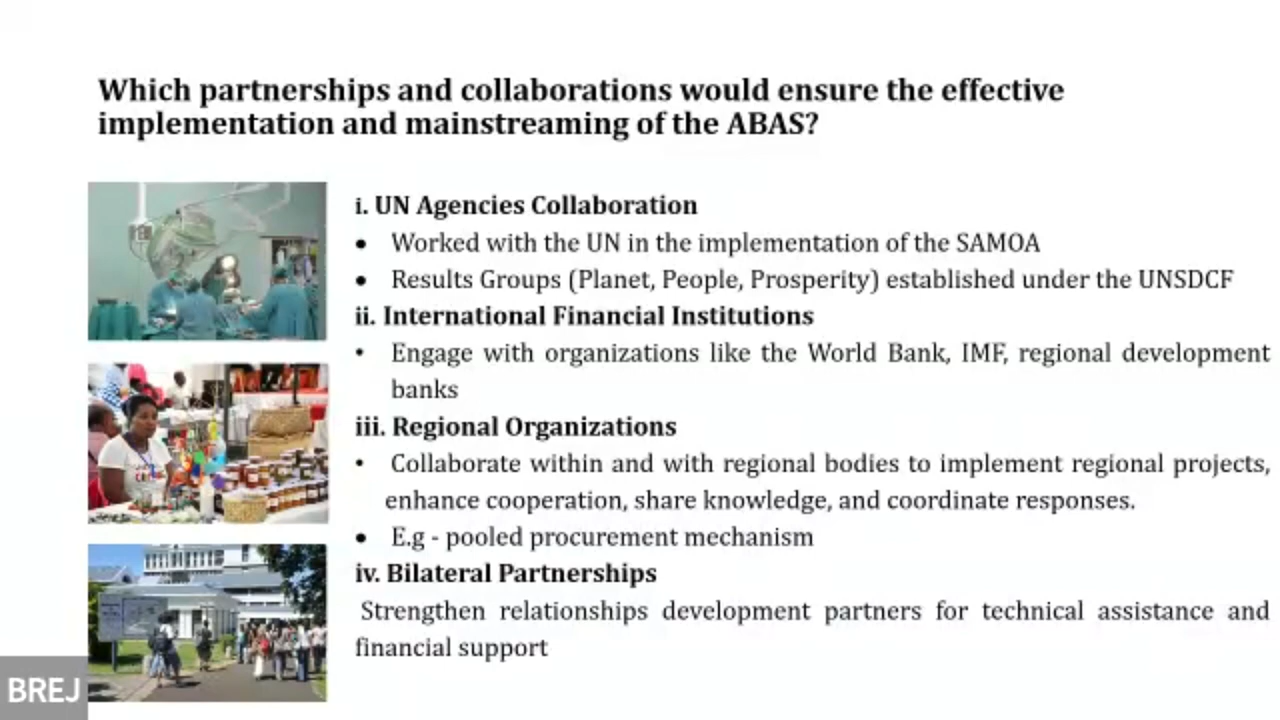 Which partnerships and collaborations would ensure the effective
implementation and mainstreaming of the ABAS?
i. UN Agencies Collaboration
• Worked with the UN in the implementation of the SAMOA
• Results Groups (Planet, People, Prosperity) established under the UNSDCF
ii. International Financial Institutions
• Engage with organizations like the World Bank, IMF, regional development
banks
iii. Regional Organizations
• Collaborate within and with regional bodies to implement regional projects,
enhance cooperation, share knowledge, and coordinate responses.
• E.g - pooled procurement mechanism
iv. Bilateral Partnerships
Strengthen relationships development partners for technical assistance and
financial support
BREJ